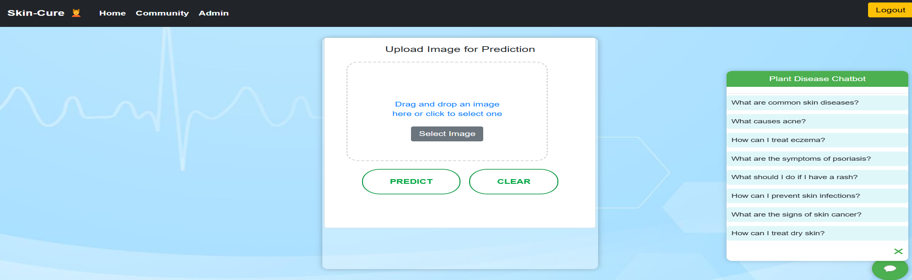 Skin-Cure Home Community Admin Logout
Upload Image for Prediction
Drag and drop an image
here or click to select one
Select Image
PREDICT CLEAR
Plant Disease Chatbot
What are common skin diseases?
What causes acne?
How can I treat eczema?
What are the symptoms of psoriasis?
What should I do if I have a rash?
How can I prevent skin infections?
What are the signs of skin cancer?
How can I treat dry skin?